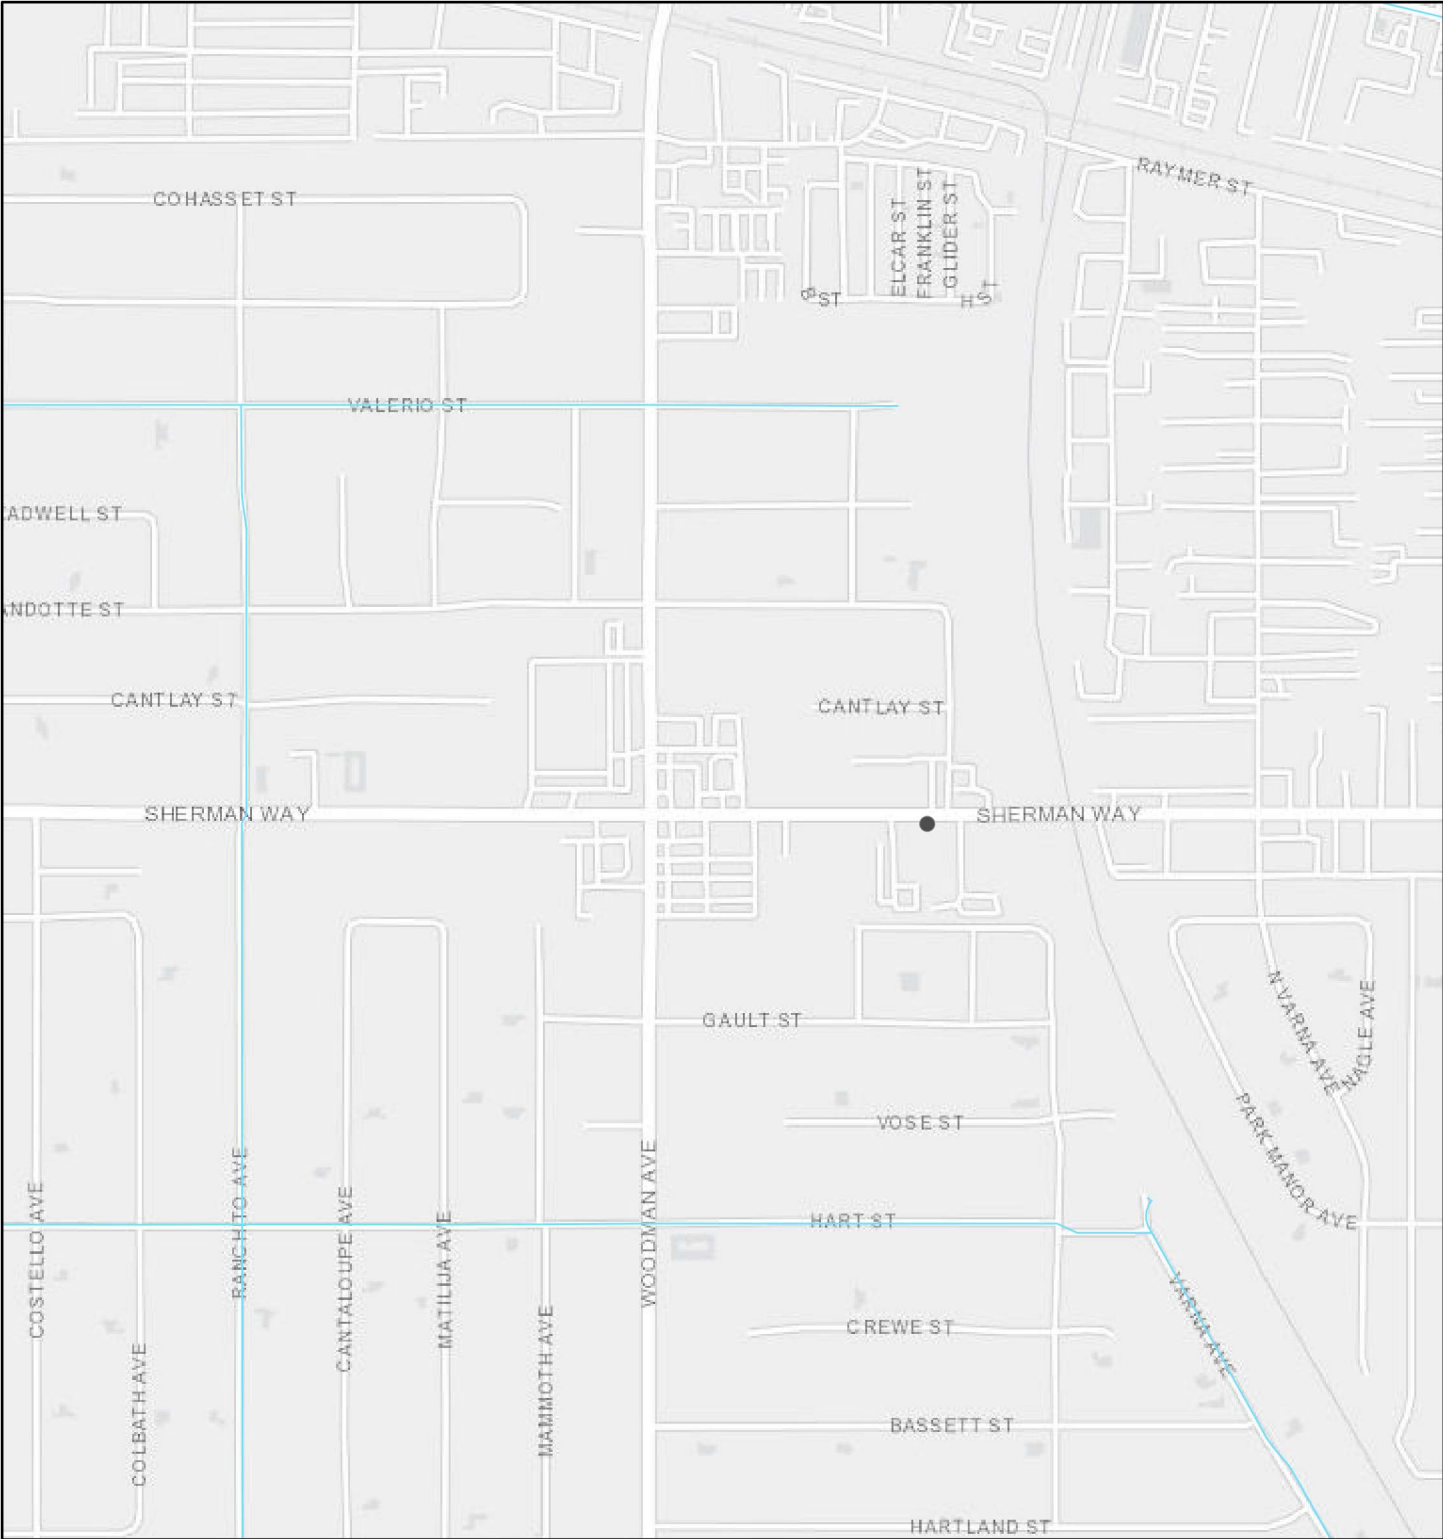 RAYMER ST
COHASSET ST
ELCAR ST
FRANKLIN ST
GLIDER ST
B ST
H ST
VALERIO ST
ADWELL ST
ANDOTTE ST
CANTLAY ST
CANTLAY ST
SHERMAN WAY
SHERMAN WAY
N VARNA AVE
NAGLE AVE
GAULT ST
PARK MANOR AVE
VOSE ST
COSTELLO AVE
RANCHITO AVE
CANTALOUPE AVE
MATILIJA AVE
WOODMAN AVE
HART ST
VARNA AVE
COLBATH AVE
MAMMOTH AVE
CREWE ST
BASSETT ST
HARTLAND ST